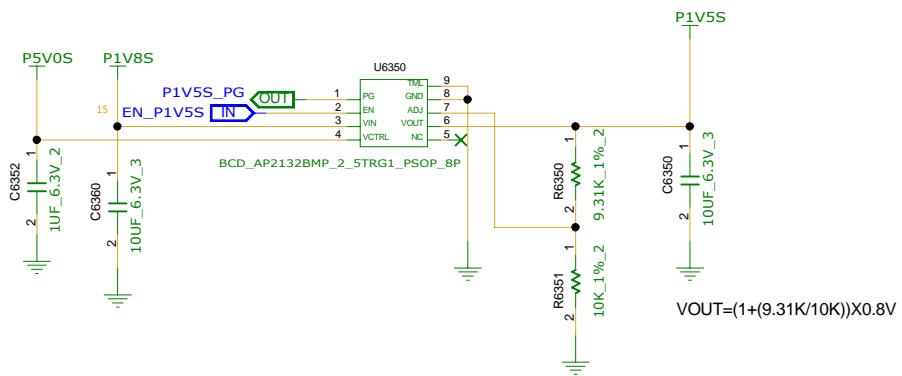 P1V5S
P5V0S
P1V8S
U6350
P1V5S_PG
OUT
1
PG
TML
9
15
EN_P1V5S
IN
2
EN
GND
8
3
VIN
ADJ
7
4
VCTRL
VOUT
6
NC
5
BCD_AP2132BMP_2_5TRG1_PSOP_8P
1
C6352
1UF_6.3V_2
2
1
C6360
10UF_6.3V_3
2
1
R6350
9.31K_1%_2
2
1
C6350
10UF_6.3V_3
2
1
R6351
10K_1%_2
2
VOUT=(1+(9.31K/10K))X0.8V